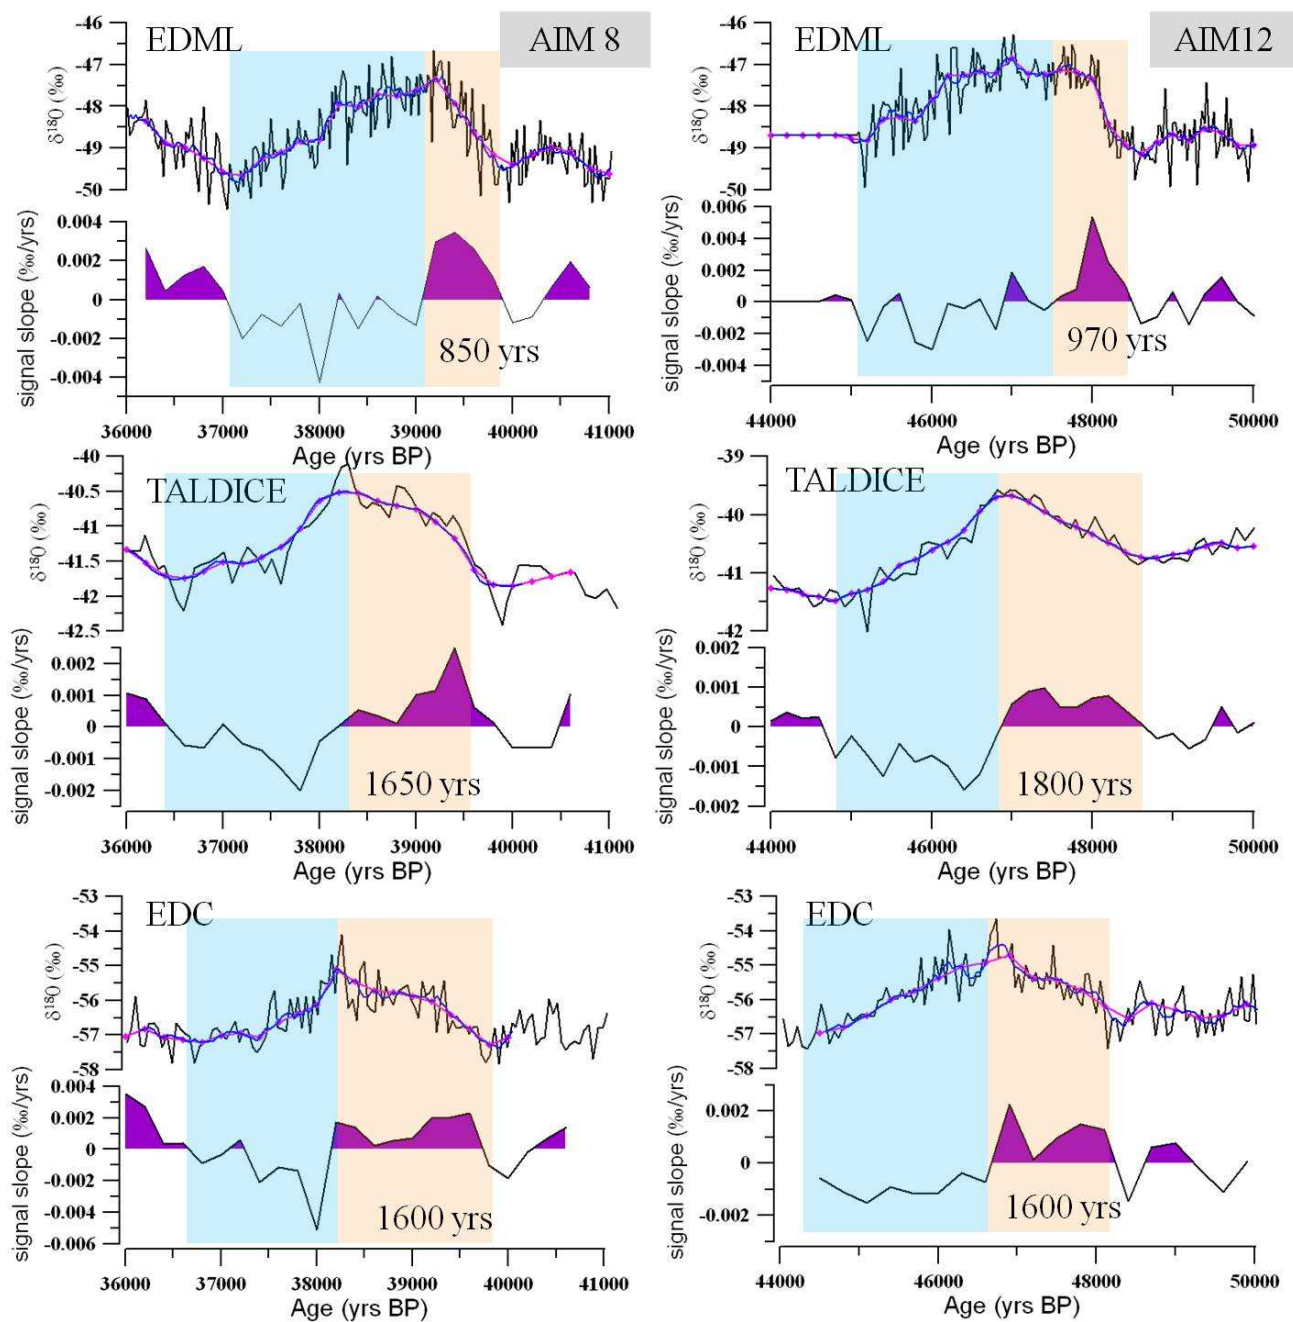 EDML
AIM 8
δ¹⁸O (‰)
-46
-47
-48
-49
-50
signal slope (‰/yrs)
0.004
0.002
0
-0.002
-0.004
850 yrs
36000 37000 38000 39000 40000 41000
Age (yrs BP)
EDML
AIM12
δ¹⁸O (‰)
-46
-47
-48
-49
-50
signal slope (‰/yrs)
0.006
0.004
0.002
0
-0.002
-0.004
970 yrs
44000 46000 48000 50000
Age (yrs BP)
TALDICE
δ¹⁸O (‰)
-40
-40.5
-41
-41.5
-42
-42.5
signal slope (‰/yrs)
0.002
0.001
0
-0.001
-0.002
1650 yrs
36000 37000 38000 39000 40000 41000
Age (yrs BP)
TALDICE
δ¹⁸O (‰)
-39
-40
-41
-42
signal slope (‰/yrs)
0.002
0.001
0
-0.001
-0.002
1800 yrs
44000 46000 48000 50000
Age (yrs BP)
EDC
δ¹⁸O (‰)
-53
-54
-55
-56
-57
-58
signal slope (‰/yrs)
0.004
0.002
0
-0.002
-0.004
-0.006
1600 yrs
36000 37000 38000 39000 40000 41000
Age (yrs BP)
EDC
δ¹⁸O (‰)
-53
-54
-55
-56
-57
-58
signal slope (‰/yrs)
0.002
0
-0.002
1600 yrs
44000 46000 48000 50000
Age (yrs BP)